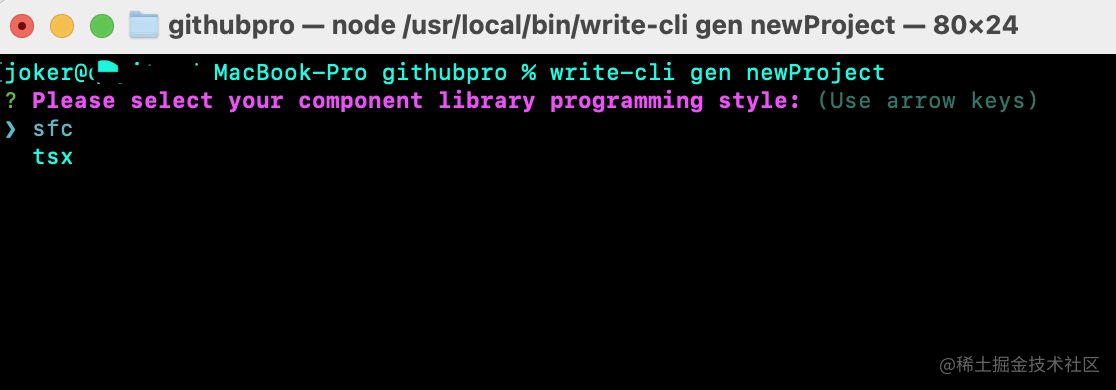 githubpro — node /usr/local/bin/write-cli gen newProject — 80×24
joker@ MacBook-Pro githubpro % write-cli gen newProject
? Please select your component library programming style: (Use arrow keys)
❯ sfc
tsx
@稀土掘金技术社区